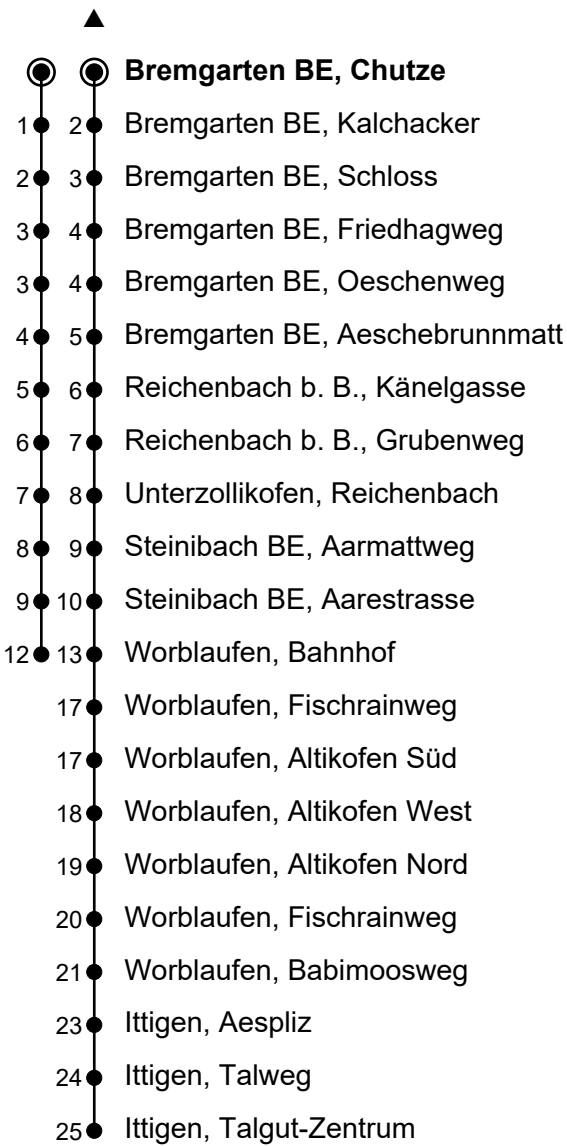 ▲
Bremgarten BE, Chutze
1 2 Bremgarten BE, Kalchacker
2 3 Bremgarten BE, Schloss
3 4 Bremgarten BE, Friedhagweg
3 4 Bremgarten BE, Oeschenweg
4 5 Bremgarten BE, Aeschebrunnmatt
5 6 Reichenbach b. B., Känelgasse
6 7 Reichenbach b. B., Grubenweg
7 8 Unterzollikofen, Reichenbach
8 9 Steinibach BE, Aarmattweg
9 10 Steinibach BE, Aarestrasse
12 13 Worblaufen, Bahnhof
17 Worblaufen, Fischrainweg
17 Worblaufen, Altikofen Süd
18 Worblaufen, Altikofen West
19 Worblaufen, Altikofen Nord
20 Worblaufen, Fischrainweg
21 Worblaufen, Babimoosweg
23 Ittigen, Aespliz
24 Ittigen, Talweg
25 Ittigen, Talgut-Zentrum